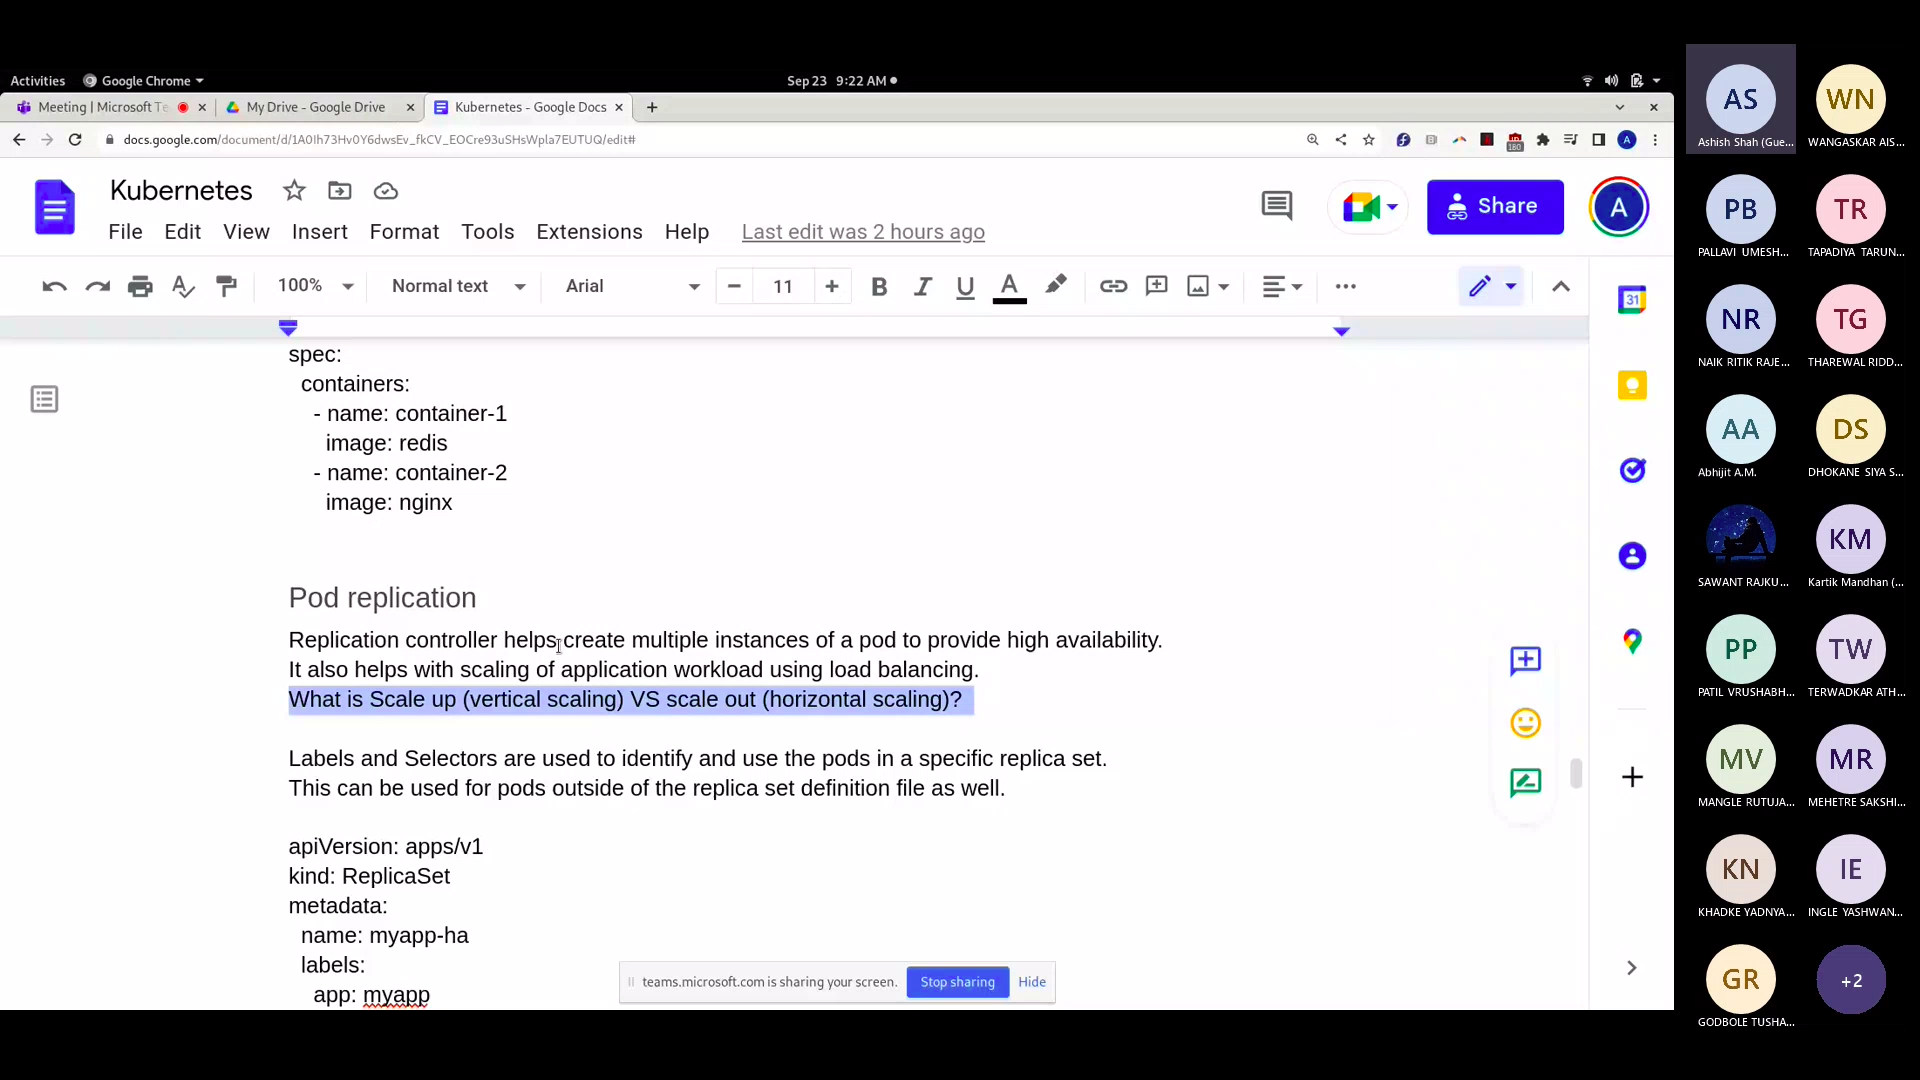 Activities
Google Chrome
Sep 23 9:22 AM
Meeting | Microsoft Te
My Drive - Google Drive
Kubernetes - Google Docs
docs.google.com/document/d/1A0Ih73Hv0Y6dwsEv_fkCV_EOCre93uSHsWpla7EUTUQ/edit#
180
A
Kubernetes
Share
A
File Edit View Insert Format Tools Extensions Help Last edit was 2 hours ago
100% Normal text Arial 11 B I U A
31
spec:
containers:
- name: container-1
image: redis
- name: container-2
image: nginx
Pod replication
Replication controller helps create multiple instances of a pod to provide high availability.
It also helps with scaling of application workload using load balancing.
What is Scale up (vertical scaling) VS scale out (horizontal scaling)?
Labels and Selectors are used to identify and use the pods in a specific replica set.
This can be used for pods outside of the replica set definition file as well.
apiVersion: apps/v1
kind: ReplicaSet
metadata:
name: myapp-ha
labels:
app: myapp
teams.microsoft.com is sharing your screen. Stop sharing Hide
AS WN
Ashish Shah (Gue... WANGASKAR AIS...
PB TR
PALLAVI UMESH... TAPADIYA TARUN...
NR TG
NAIK RITIK RAJE... THAREWAL RIDD...
AA DS
Abhijit A.M. DHOKANE SIYA S...
KM
SAWANT RAJKU... Kartik Mandhan (...
PP TW
PATIL VRUSHABH... TERWADKAR ATH...
MV MR
MANGLE RUTUJA... MEHETRE SAKSHI...
KN IE
KHADKE YADNYA... INGLE YASHWAN...
GR +2
GODBOLE TUSHA...